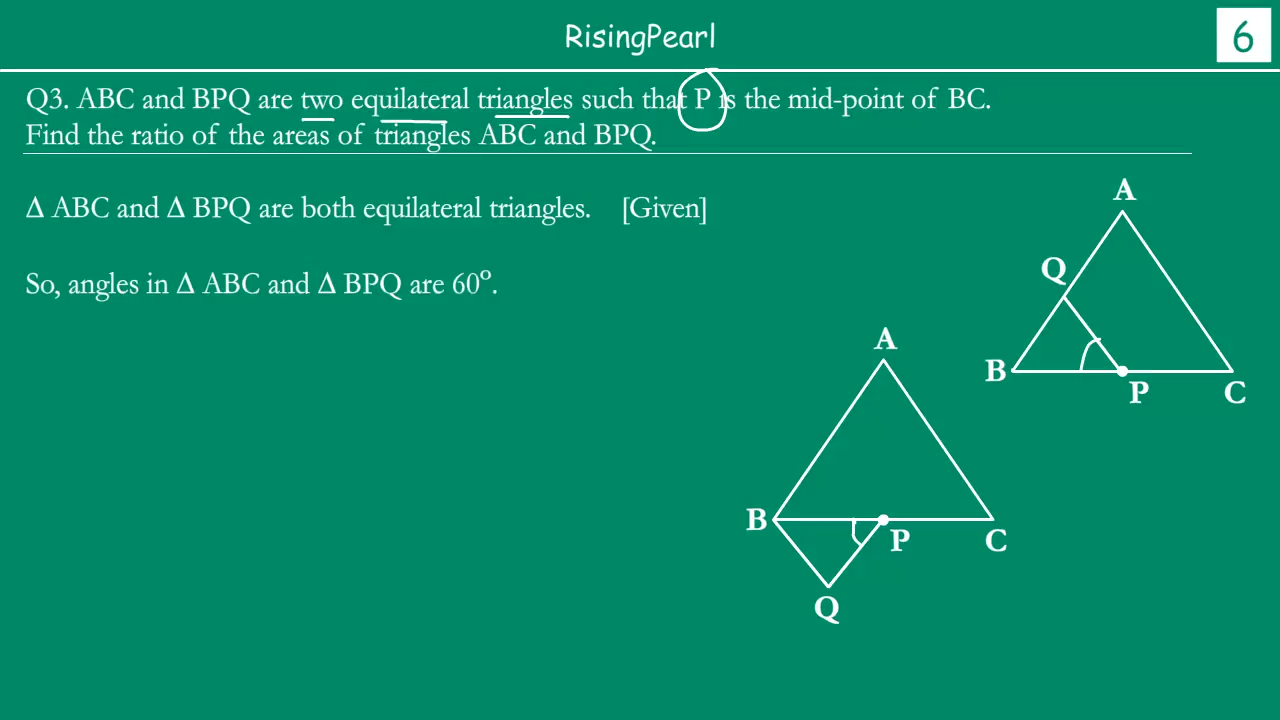 RisingPearl
6
Q3. ABC and BPQ are two equilateral triangles such that P is the mid-point of BC.
Find the ratio of the areas of triangles ABC and BPQ.
Δ ABC and Δ BPQ are both equilateral triangles. [Given]
So, angles in Δ ABC and Δ BPQ are 60°.
A
Q
B
P
C
A
B
P
C
Q